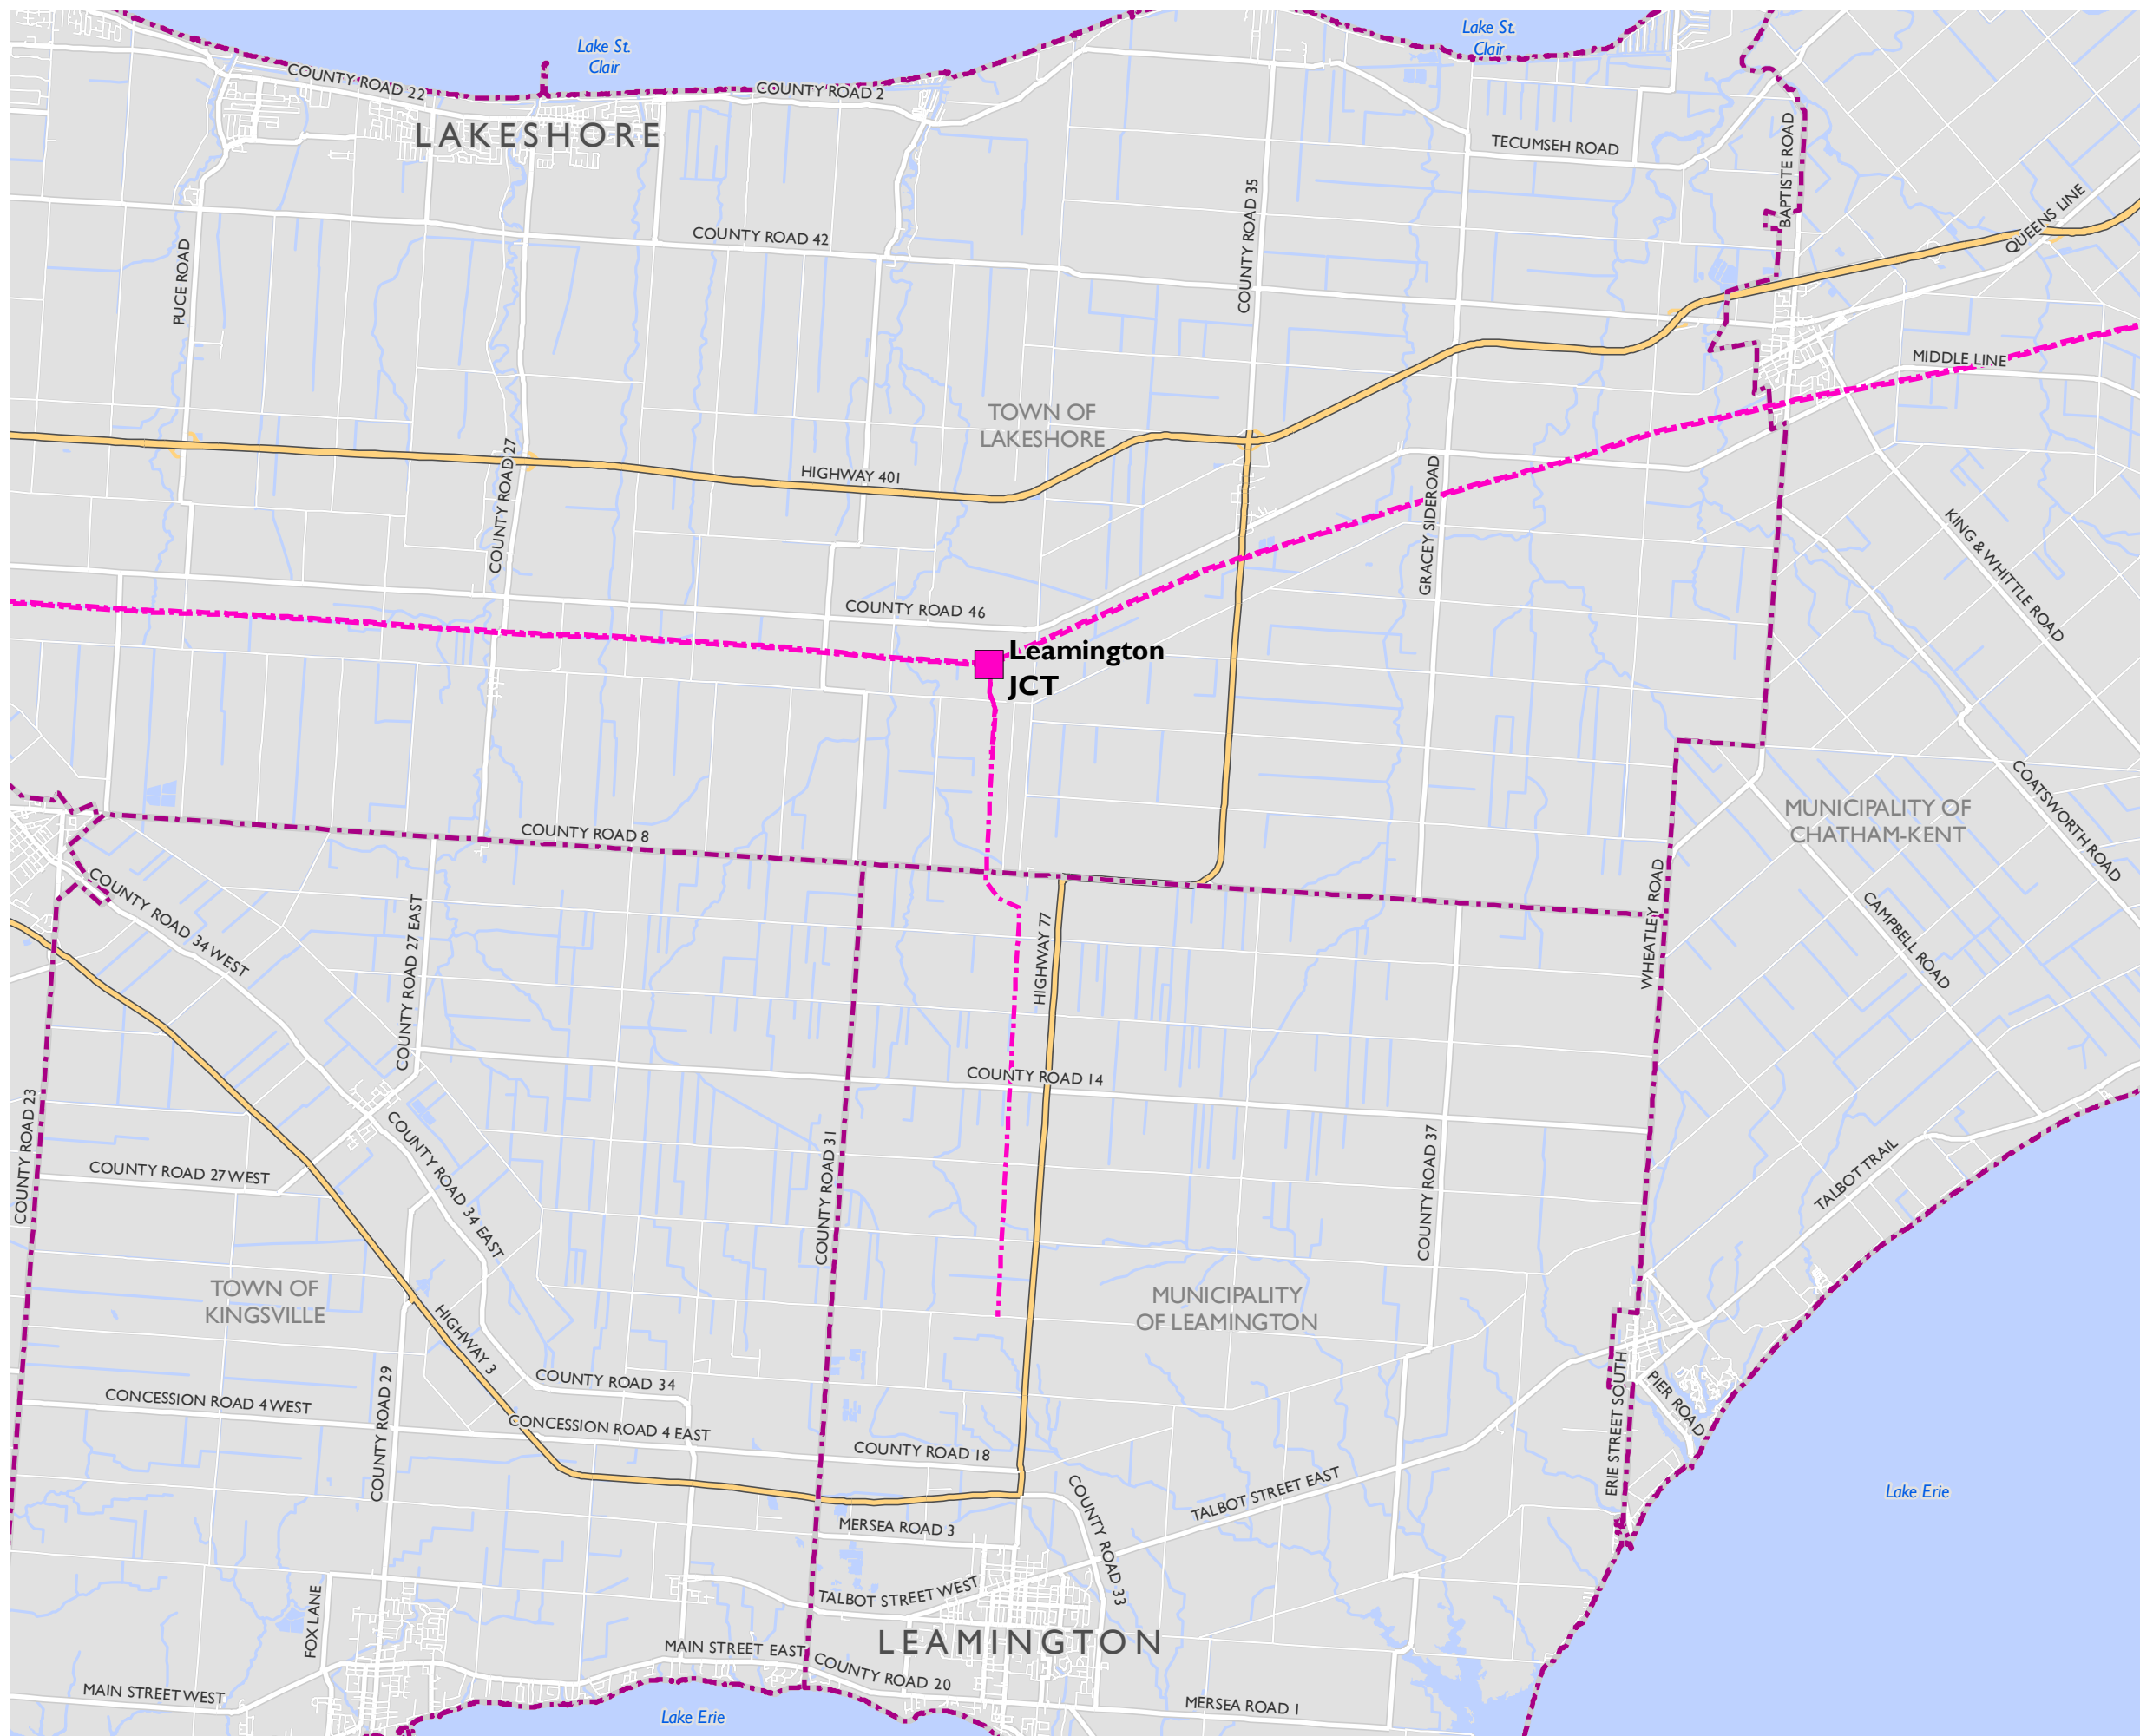 Lake St.
Clair
Lake St.
Clair
COUNTY ROAD 22
COUNTY ROAD 2
LAKESHORE
TECUMSEH ROAD
BAPTISTE ROAD
QUEENS LINE
COUNTY ROAD 35
COUNTY ROAD 42
PUCE ROAD
MIDDLE LINE
TOWN OF
LAKESHORE
COUNTY ROAD 27
HIGHWAY 401
GRACEY SIDEROAD
KING & WHITTLE ROAD
COUNTY ROAD 46
Leamington
JCT
COATSWORTH ROAD
MUNICIPALITY OF
CHATHAM-KENT
COUNTY ROAD 8
COUNTY ROAD 34 WEST
COUNTY ROAD 27 EAST
HIGHWAY 77
WHEATLEY ROAD
CAMPBELL ROAD
COUNTY ROAD 14
COUNTY ROAD 23
COUNTY ROAD 27 WEST
COUNTY ROAD 34 EAST
COUNTY ROAD 31
COUNTY ROAD 37
TALBOT TRAIL
TOWN OF
KINGSVILLE
HIGHWAY 3
MUNICIPALITY
OF LEAMINGTON
COUNTY ROAD 29
COUNTY ROAD 34
ERIE STREET SOUTH
PIER ROAD
CONCESSION ROAD 4 WEST
CONCESSION ROAD 4 EAST
COUNTY ROAD 18
TALBOT STREET EAST
Lake Erie
MERSEA ROAD 3
COUNTY ROAD 33
TALBOT STREET WEST
FOX LANE
LEAMINGTON
MAIN STREET EAST
COUNTY ROAD 20
MAIN STREET WEST
Lake Erie
MERSEA ROAD 1